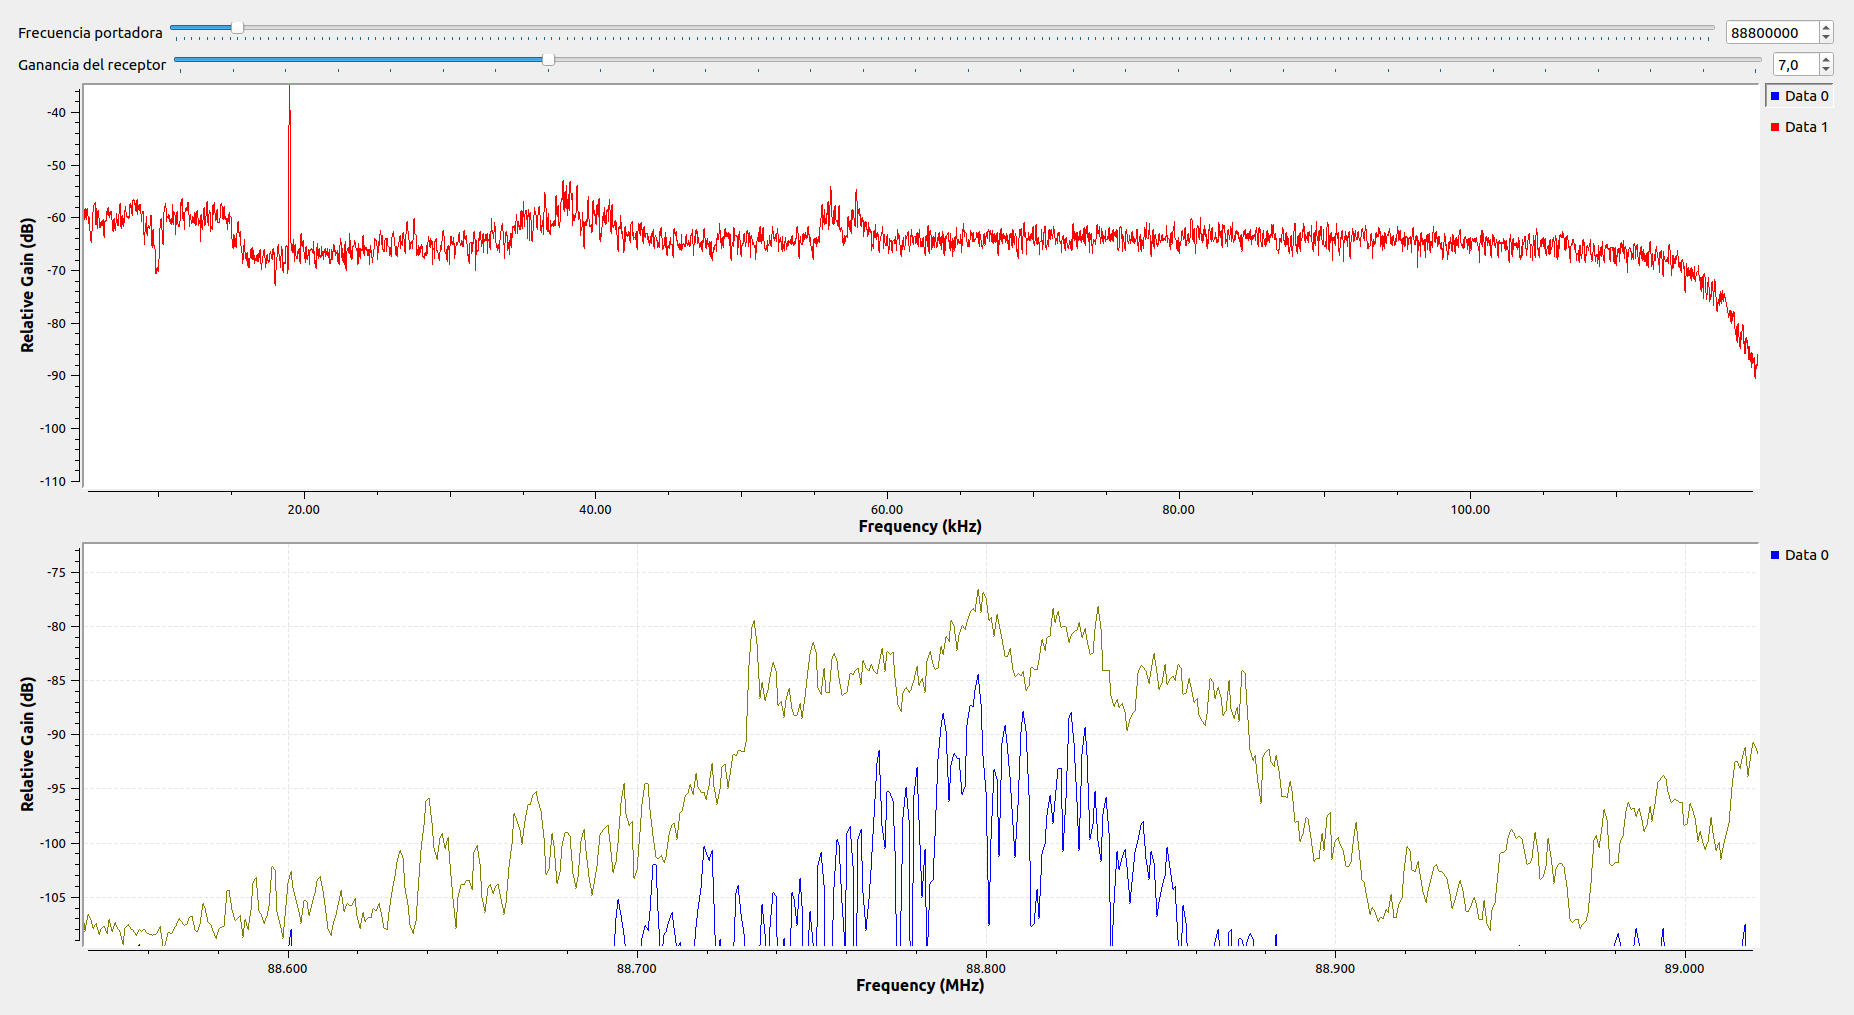 Frecuencia portadora 88800000
Ganancia del receptor 7,0
Data 0
Data 1
Relative Gain (dB)
-40
-50
-60
-70
-80
-90
-100
-110
20.00 40.00 60.00 80.00 100.00
Frequency (kHz)
Data 0
Relative Gain (dB)
-75
-80
-85
-90
-95
-100
-105
88.600 88.700 88.800 88.900 89.000
Frequency (MHz)